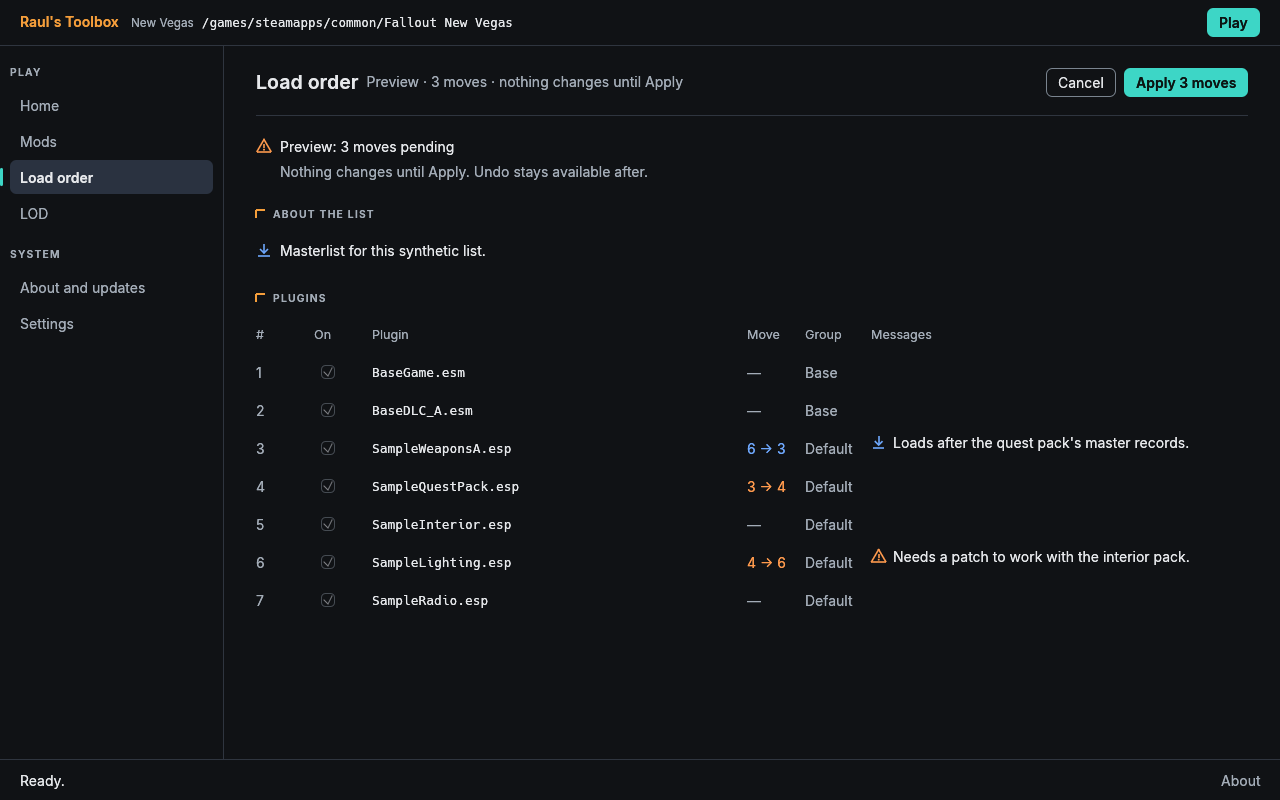 Raul's Toolbox New Vegas /games/steamapps/common/Fallout New Vegas Play
PLAY
Home
Mods
Load order
LOD
SYSTEM
About and updates
Settings
Load order Preview · 3 moves · nothing changes until Apply Cancel Apply 3 moves
Preview: 3 moves pending
Nothing changes until Apply. Undo stays available after.
ABOUT THE LIST
Masterlist for this synthetic list.
PLUGINS
# On Plugin Move Group Messages
1 BaseGame.esm — Base
2 BaseDLC_A.esm — Base
3 SampleWeaponsA.esp 6 → 3 Default Loads after the quest pack's master records.
4 SampleQuestPack.esp 3 → 4 Default
5 SampleInterior.esp — Default
6 SampleLighting.esp 4 → 6 Default Needs a patch to work with the interior pack.
7 SampleRadio.esp — Default
Ready. About